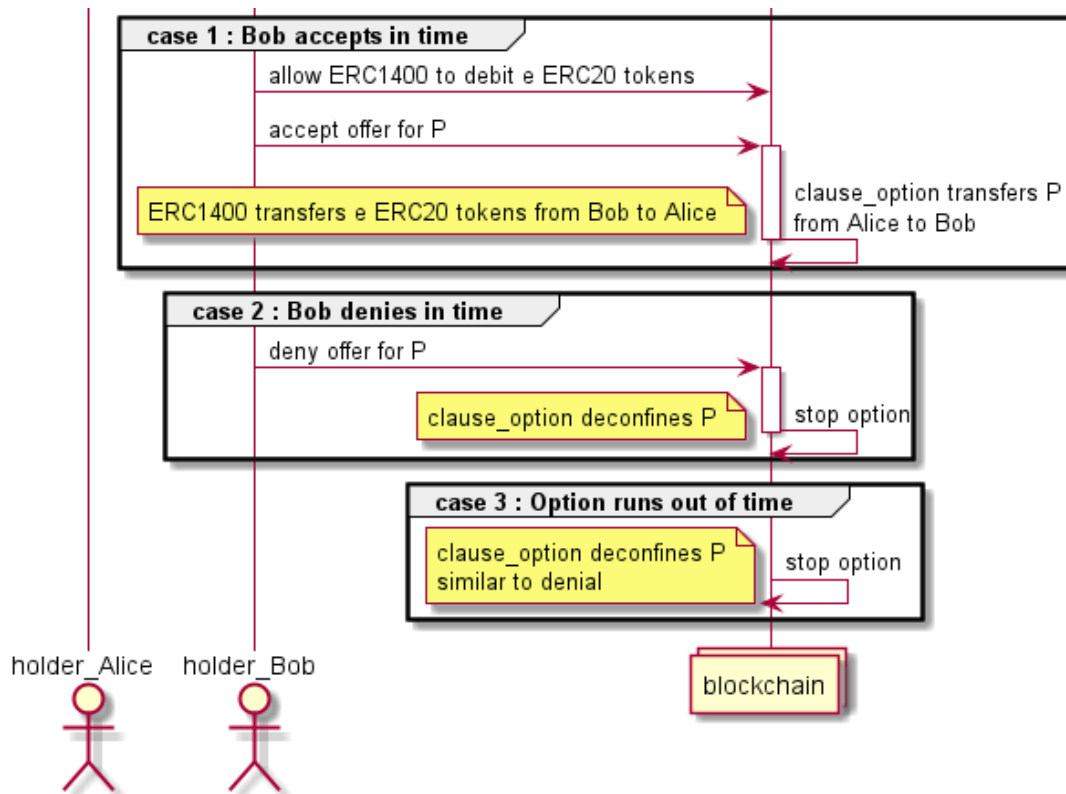 case 1 : Bob accepts in time
allow ERC1400 to debit e ERC20 tokens
accept offer for P
ERC1400 transfers e ERC20 tokens from Bob to Alice
clause_option transfers P
from Alice to Bob
case 2 : Bob denies in time
deny offer for P
clause_option deconfines P
stop option
case 3 : Option runs out of time
clause_option deconfines P
similar to denial
stop option
holder_Alice
holder_Bob
blockchain